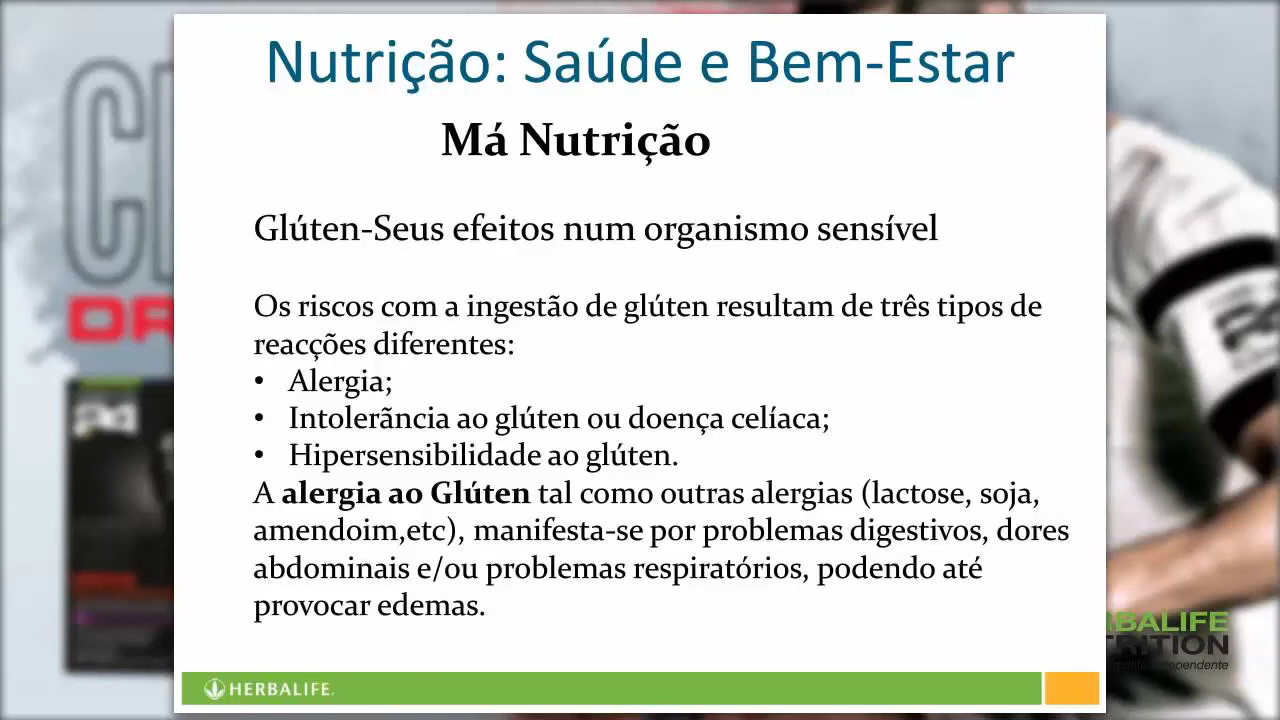 Nutrição: Saúde e Bem-Estar
Má Nutrição
Glúten-Seus efeitos num organismo sensível
Os riscos com a ingestão de glúten resultam de três tipos de
reacções diferentes:
• Alergia;
• Intolerãncia ao glúten ou doença celíaca;
• Hipersensibilidade ao glúten.
A alergia ao Glúten tal como outras alergias (lactose, soja,
amendoim,etc), manifesta-se por problemas digestivos, dores
abdominais e/ou problemas respiratórios, podendo até
provocar edemas.
HERBALIFE